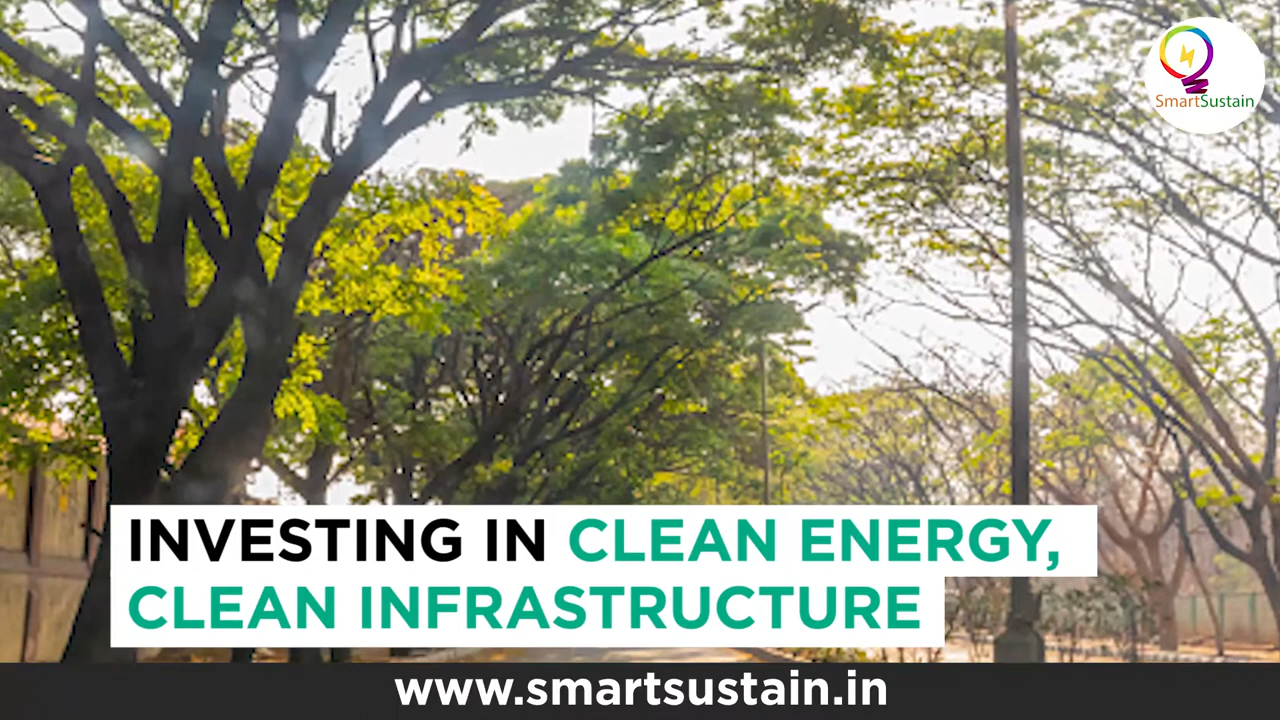 SmartSustain
INVESTING IN CLEAN ENERGY,
CLEAN INFRASTRUCTURE
www.smartsustain.in